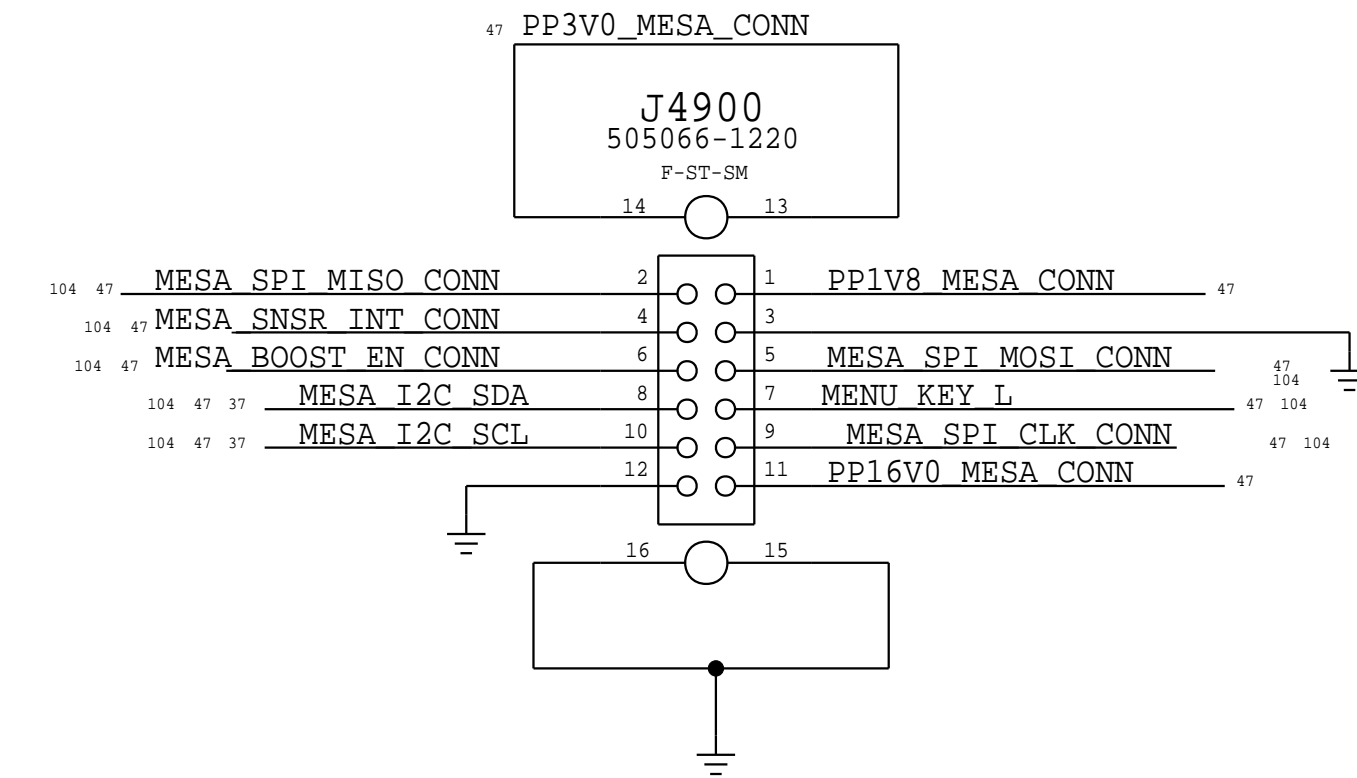 47 PP3V0_MESA_CONN
J4900
505066-1220
F-ST-SM
14 13
104 47 MESA_SPI_MISO_CONN 2 1 PP1V8_MESA_CONN 47
104 47 MESA_SNSR_INT_CONN 4 3
104 47 MESA_BOOST_EN_CONN 6 5 MESA_SPI_MOSI_CONN 47
104
104 47 37 MESA_I2C_SDA 8 7 MENU_KEY_L 47 104
104 47 37 MESA_I2C_SCL 10 9 MESA_SPI_CLK_CONN 47 104
12 11 PP16V0_MESA_CONN 47
16 15